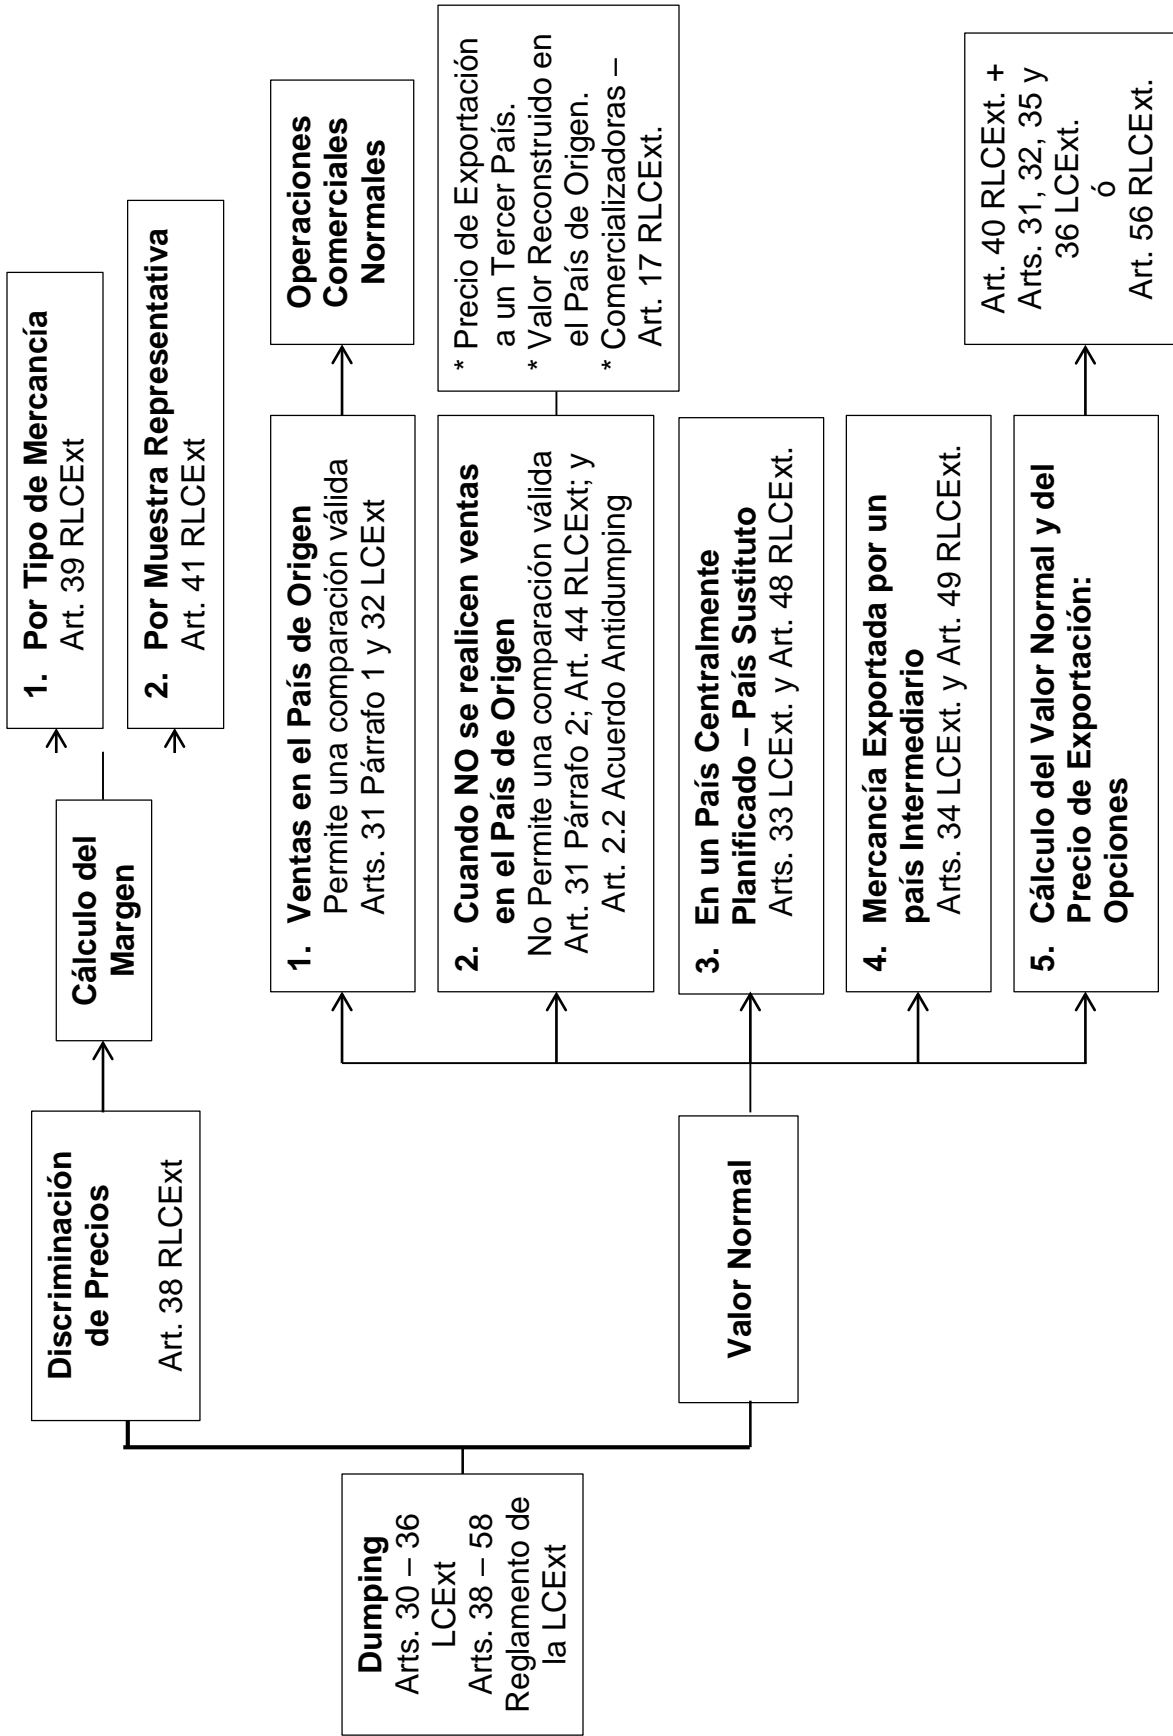 Dumping
Arts. 30 – 36
LCExt
Arts. 38 – 58
Reglamento de
la LCExt
Discriminación
de Precios
Art. 38 RLCExt
Cálculo del
Margen
1. Por Tipo de Mercancía
Art. 39 RLCExt
2. Por Muestra Representativa
Art. 41 RLCExt
Valor Normal
1. Ventas en el País de Origen
Permite una comparación válida
Arts. 31 Párrafo 1 y 32 LCExt
Operaciones
Comerciales
Normales
2. Cuando NO se realicen ventas
en el País de Origen
No Permite una comparación válida
Art. 31 Párrafo 2; Art. 44 RLCExt; y
Art. 2.2 Acuerdo Antidumping
* Precio de Exportación
a un Tercer País.
* Valor Reconstruido en
el País de Origen.
* Comercializadoras –
Art. 17 RLCExt.
3. En un País Centralmente
Planificado – País Sustituto
Arts. 33 LCExt. y Art. 48 RLCExt.
4. Mercancía Exportada por un
país Intermediario
Arts. 34 LCExt. y Art. 49 RLCExt.
5. Cálculo del Valor Normal y del
Precio de Exportación:
Opciones
Art. 40 RLCExt. +
Arts. 31, 32, 35 y
36 LCExt.
ó
Art. 56 RLCExt.